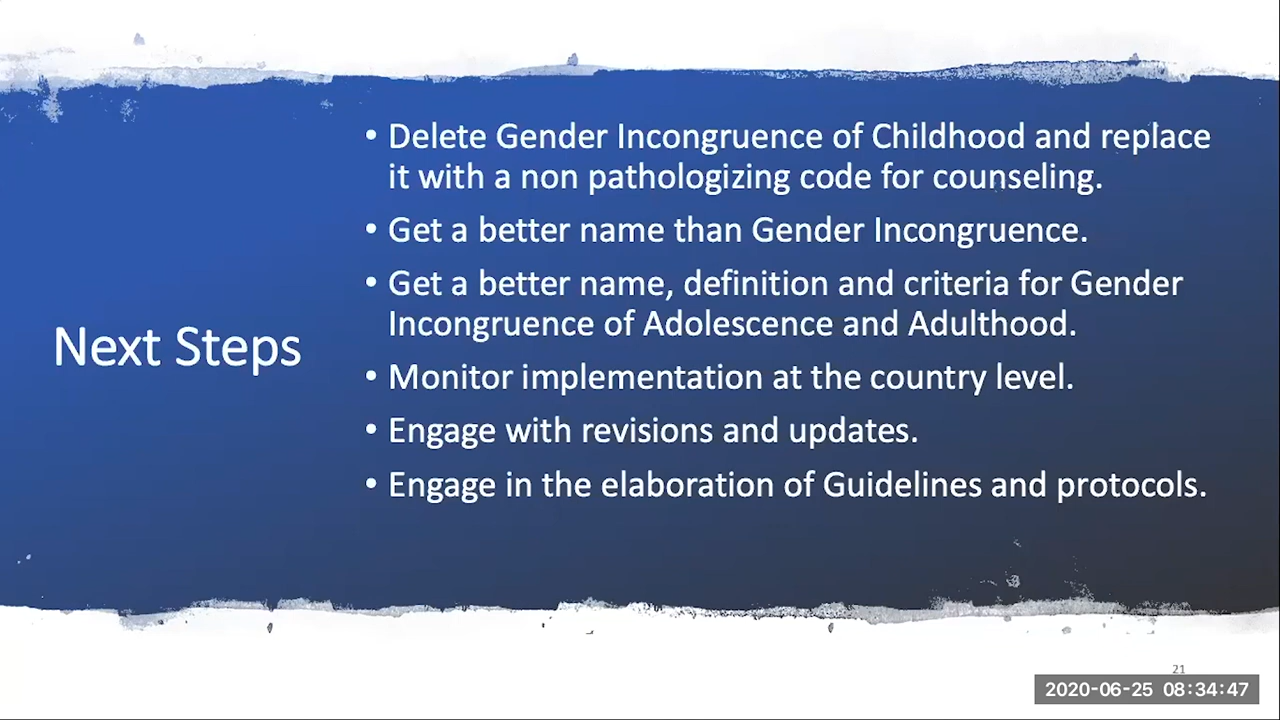 Next Steps
• Delete Gender Incongruence of Childhood and replace
it with a non pathologizing code for counseling.
• Get a better name than Gender Incongruence.
• Get a better name, definition and criteria for Gender
Incongruence of Adolescence and Adulthood.
• Monitor implementation at the country level.
• Engage with revisions and updates.
• Engage in the elaboration of Guidelines and protocols.
21
2020-06-25 08:34:47